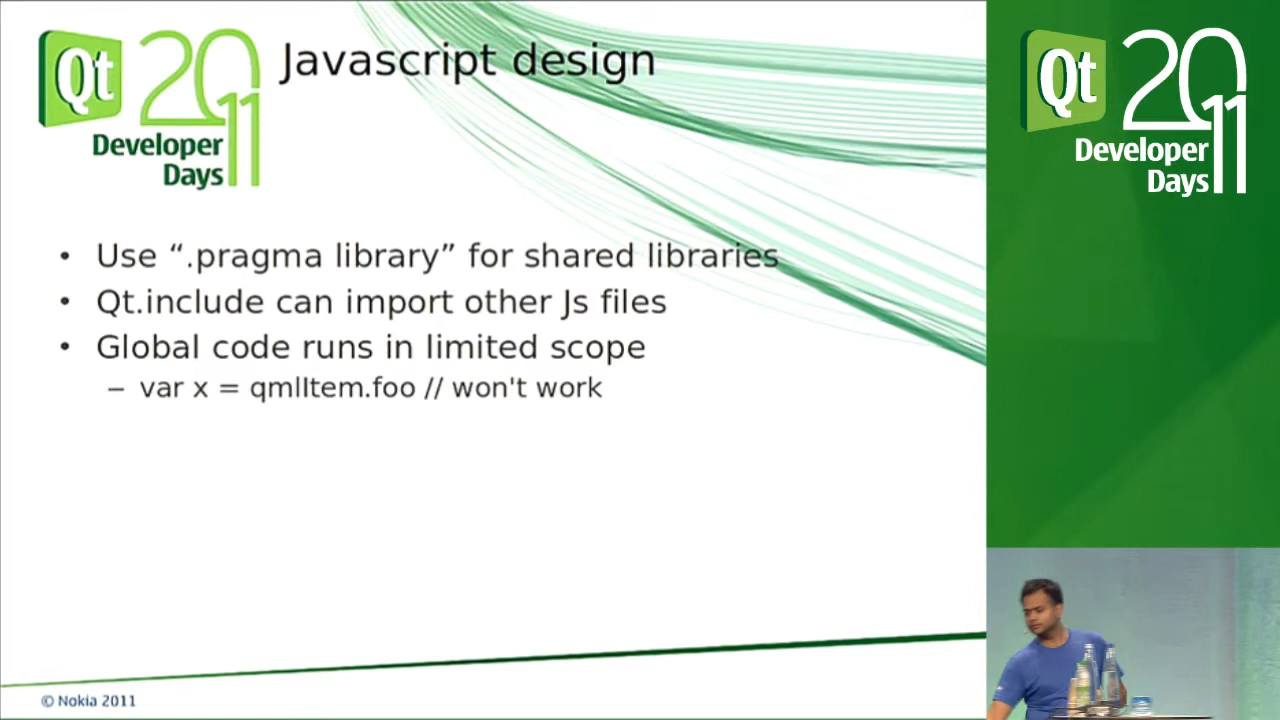 Qt 2011
Developer
Days
Javascript design
• Use “.pragma library” for shared libraries
• Qt.include can import other Js files
• Global code runs in limited scope
– var x = qmlItem.foo // won't work
© Nokia 2011
Qt 2011
Developer
Days